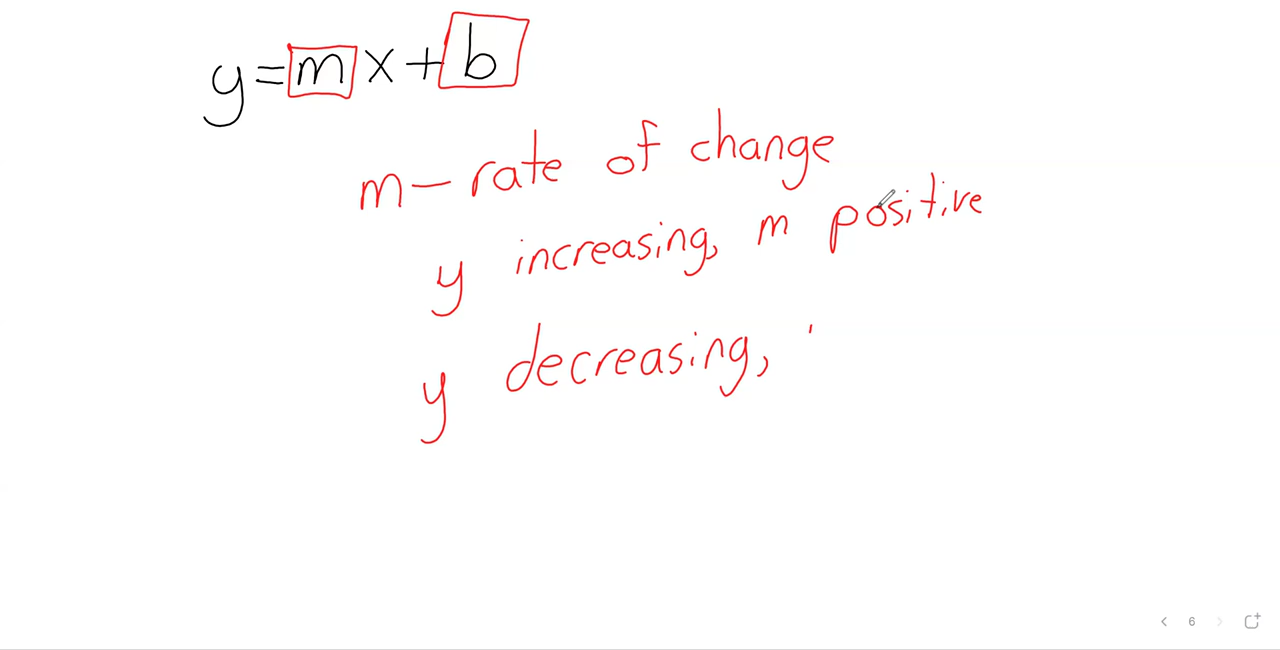 y=mx+b
m-rate of change
y increasing, m positive
y decreasing,
6